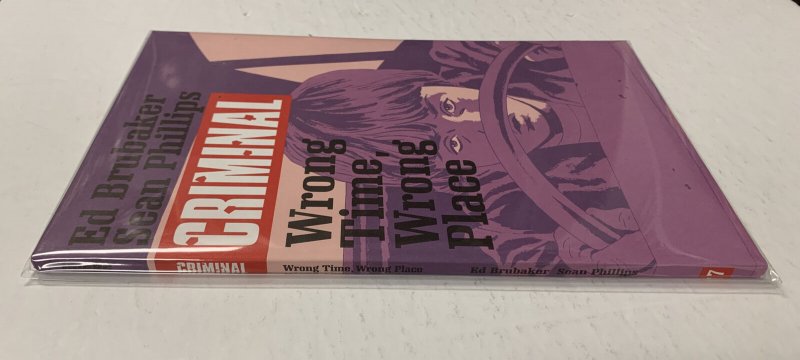 Ed Brubaker
Sean Phillips
CRIMINAL
Wrong
Time,
Wrong
Place
CRIMINAL
Wrong Time, Wrong Place
Ed Brubaker Sean Phillips
7